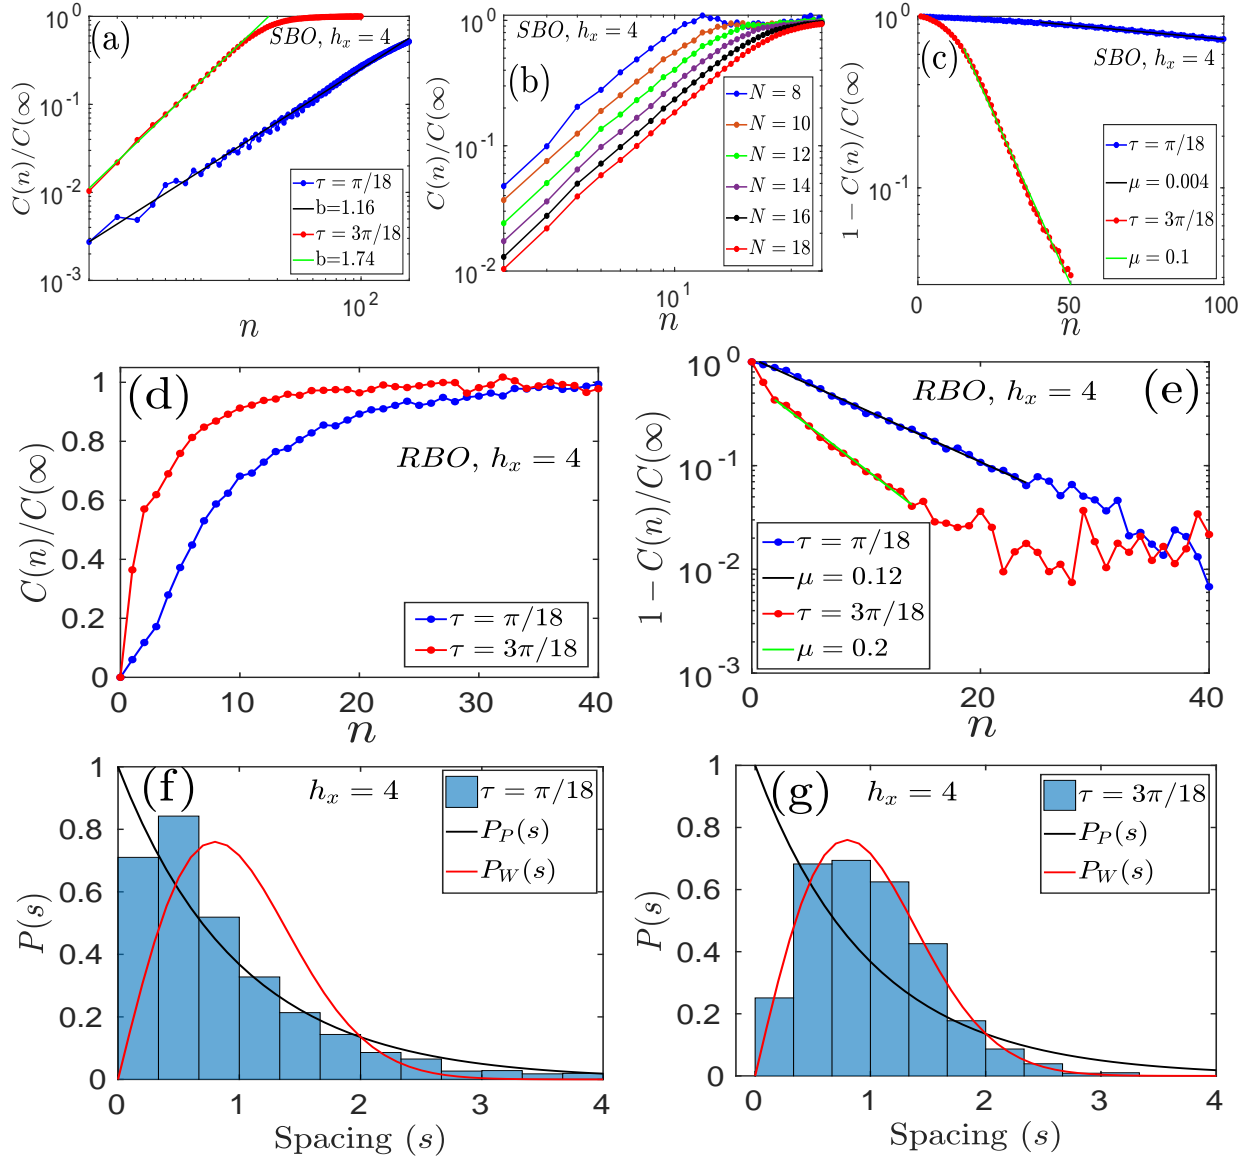 (a)
SBO, h_x = 4
C(n)/C(∞)
10^0
10^-1
10^-2
10^-3
10^2
n
τ = π/18
b=1.16
τ = 3π/18
b=1.74
(b)
SBO, h_x = 4
C(n)/C(∞)
10^0
10^-1
10^-2
10^1
n
N = 8
N = 10
N = 12
N = 14
N = 16
N = 18
(c)
SBO, h_x = 4
1 − C(n)/C(∞)
10^0
10^-1
0 50 100
n
τ = π/18
μ = 0.004
τ = 3π/18
μ = 0.1
(d)
RBO, h_x = 4
C(n)/C(∞)
1
0.8
0.6
0.4
0.2
0
0 10 20 30 40
n
τ = π/18
τ = 3π/18
(e)
RBO, h_x = 4
1 − C(n)/C(∞)
10^0
10^-1
10^-2
10^-3
0 20 40
n
τ = π/18
μ = 0.12
τ = 3π/18
μ = 0.2
(f)
h_x = 4
P(s)
1
0.8
0.6
0.4
0.2
0
0 1 2 3 4
Spacing (s)
τ = π/18
P_P(s)
P_W(s)
(g)
h_x = 4
P(s)
1
0.8
0.6
0.4
0.2
0
0 1 2 3 4
Spacing (s)
τ = 3π/18
P_P(s)
P_W(s)